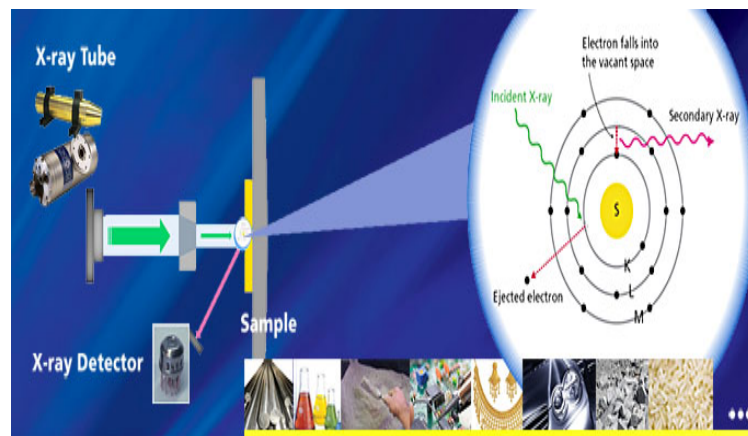 X-ray Tube
Electron falls into
the vacant space
Incident X-ray
Secondary X-ray
S
K
L
M
Ejected electron
Sample
X-ray Detector